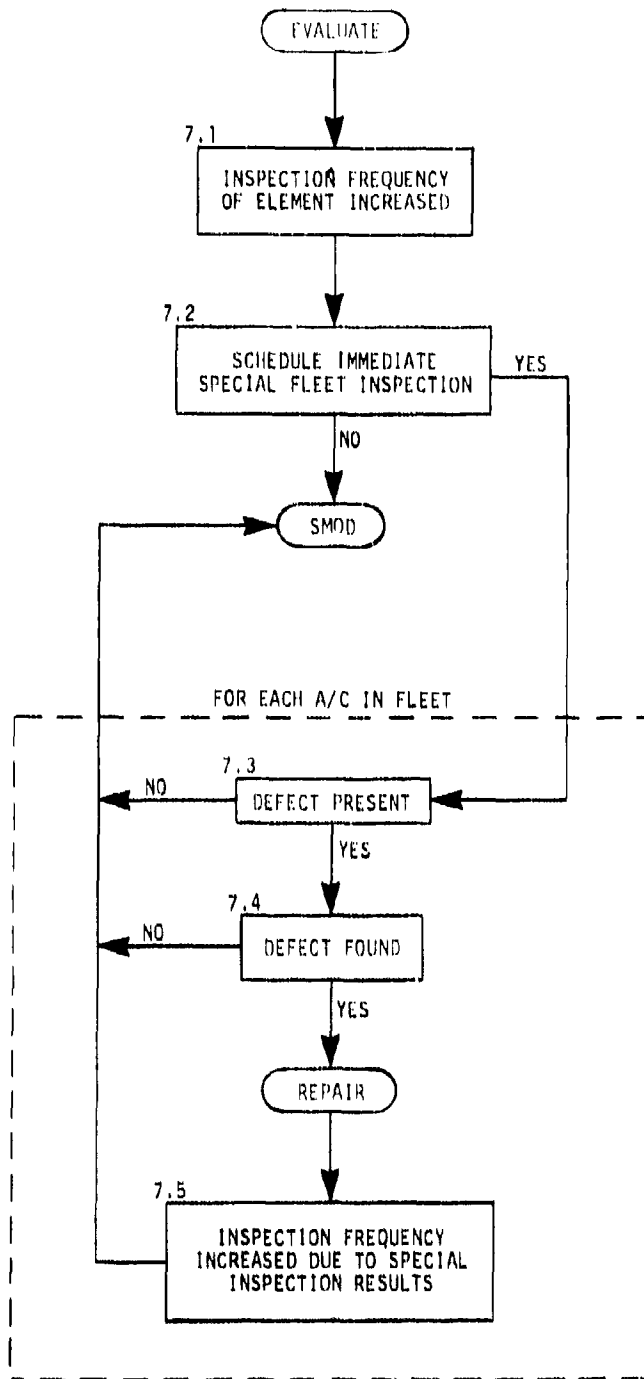 EVALUATE
7.1
INSPECTION FREQUENCY
OF ELEMENT INCREASED
7.2
SCHEDULE IMMEDIATE
SPECIAL FLEET INSPECTION
YES
NO
SMOD
FOR EACH A/C IN FLEET
7.3
NO
DEFECT PRESENT
YES
7.4
NO
DEFECT FOUND
YES
REPAIR
7.5
INSPECTION FREQUENCY
INCREASED DUE TO SPECIAL
INSPECTION RESULTS